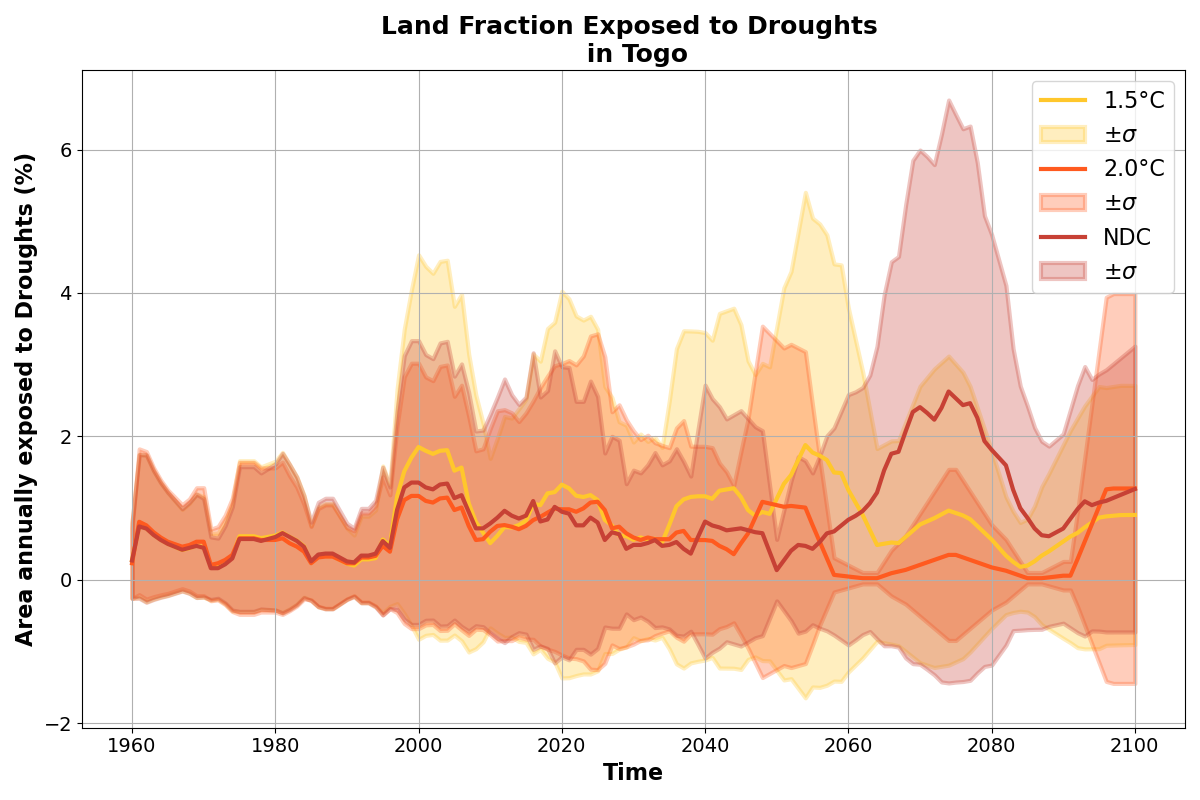 Land Fraction Exposed to Droughts
in Togo
Area annually exposed to Droughts (%)
6
4
2
0
−2
1960 1980 2000 2020 2040 2060 2080 2100
Time
1.5°C
±σ
2.0°C
±σ
NDC
±σ